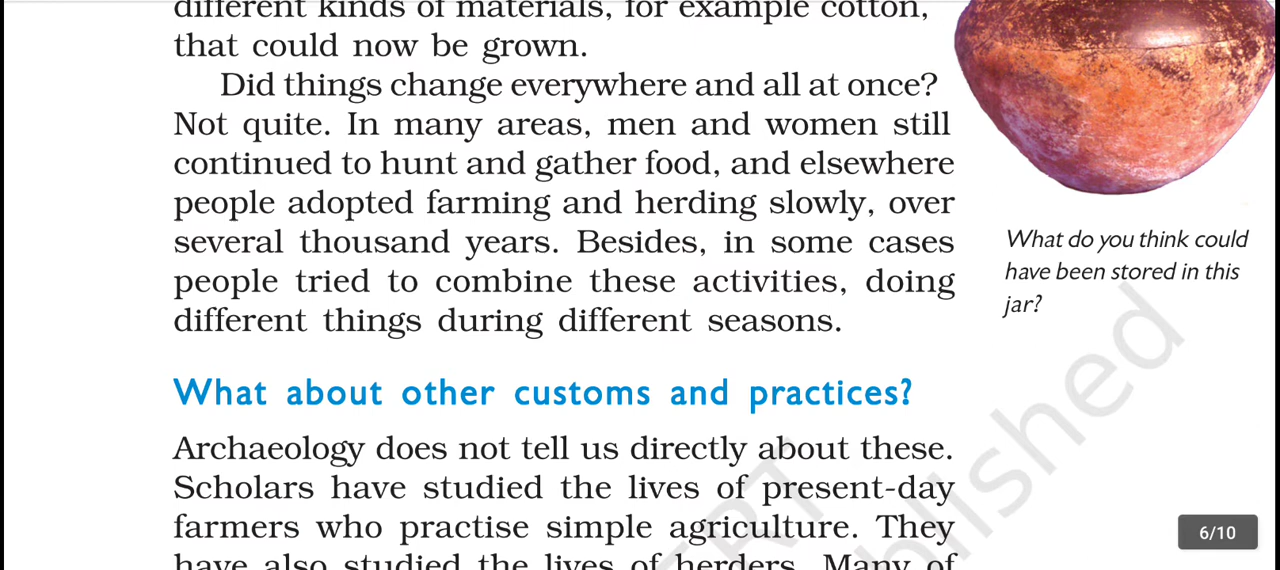 different kinds of materials, for example cotton,
that could now be grown.
Did things change everywhere and all at once?
Not quite. In many areas, men and women still
continued to hunt and gather food, and elsewhere
people adopted farming and herding slowly, over
several thousand years. Besides, in some cases
people tried to combine these activities, doing
different things during different seasons.
What do you think could
have been stored in this
jar?
What about other customs and practices?
Archaeology does not tell us directly about these.
Scholars have studied the lives of present-day
farmers who practise simple agriculture. They
have also studied the lives of herders. Many of
6/10